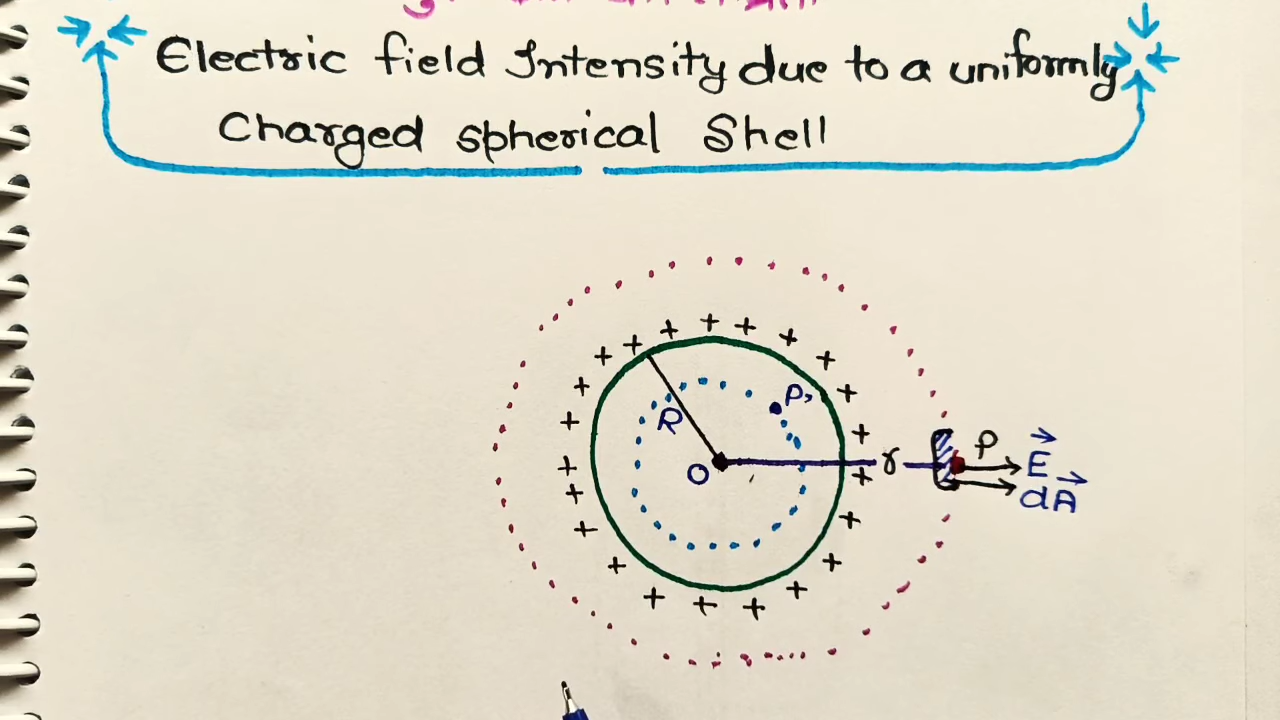 Electric field Intensity due to a uniformly
Charged spherical Shell
+ + + + + + + + + + + + + + + + + + + + + + + + + +
R
P,
O
r
P
E
dA